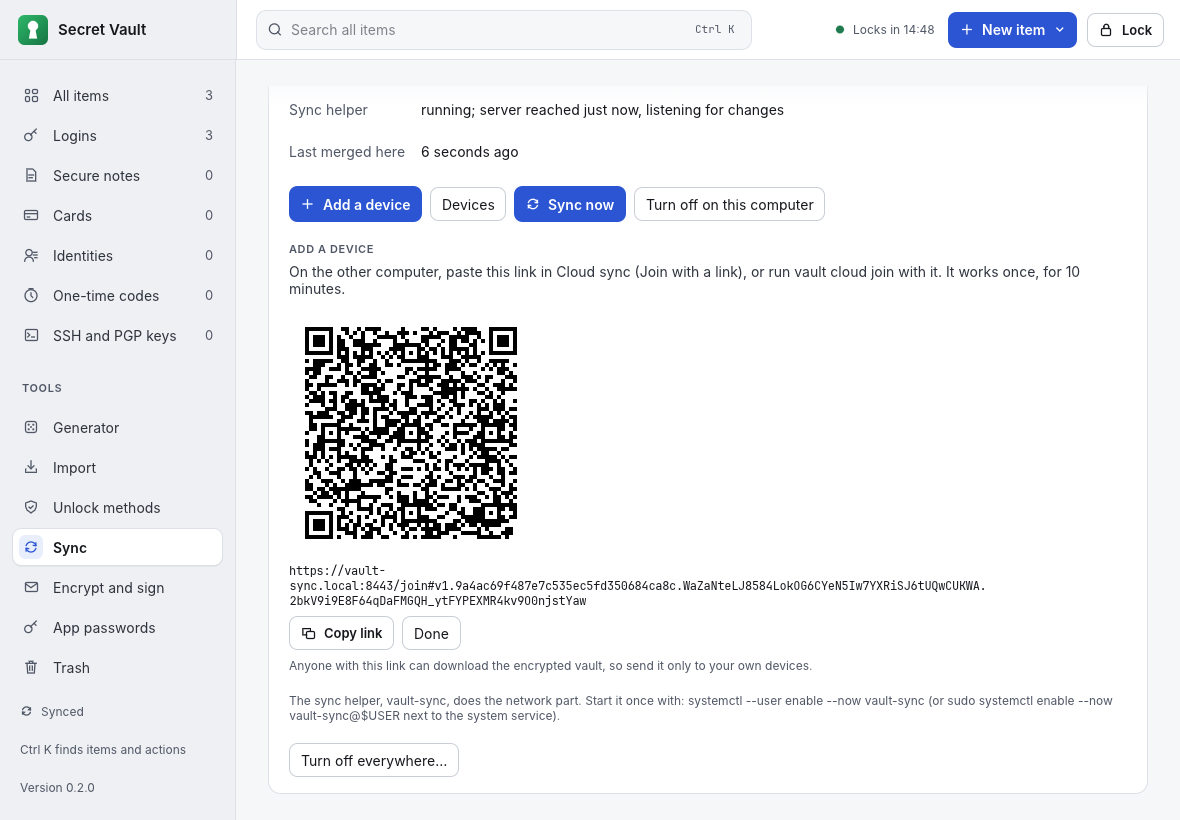 Secret Vault
Search all items
Ctrl K
Locks in 14:48
New item
Lock
All items 3
Logins 3
Secure notes 0
Cards 0
Identities 0
One-time codes 0
SSH and PGP keys 0
TOOLS
Generator
Import
Unlock methods
Sync
Encrypt and sign
App passwords
Trash
Synced
Ctrl K finds items and actions
Version 0.2.0
Sync helper running; server reached just now, listening for changes
Last merged here 6 seconds ago
Add a device
Devices
Sync now
Turn off on this computer
ADD A DEVICE
On the other computer, paste this link in Cloud sync (Join with a link), or run vault cloud join with it. It works once, for 10
minutes.
https://vault-
sync.local:8443/join#v1.9a4ac69f487e7c535ec5fd350684ca8c.WaZaNteLJ8584LokOG6CYeN5Iw7YXRiSJ6tUQwCUKWA.
2bkV9i9E8F64qDaFMGQH_ytFYPEXMR4kv9O0njstYaw
Copy link
Done
Anyone with this link can download the encrypted vault, so send it only to your own devices.
The sync helper, vault-sync, does the network part. Start it once with: systemctl --user enable --now vault-sync (or sudo systemctl enable --now
vault-sync@$USER next to the system service).
Turn off everywhere...